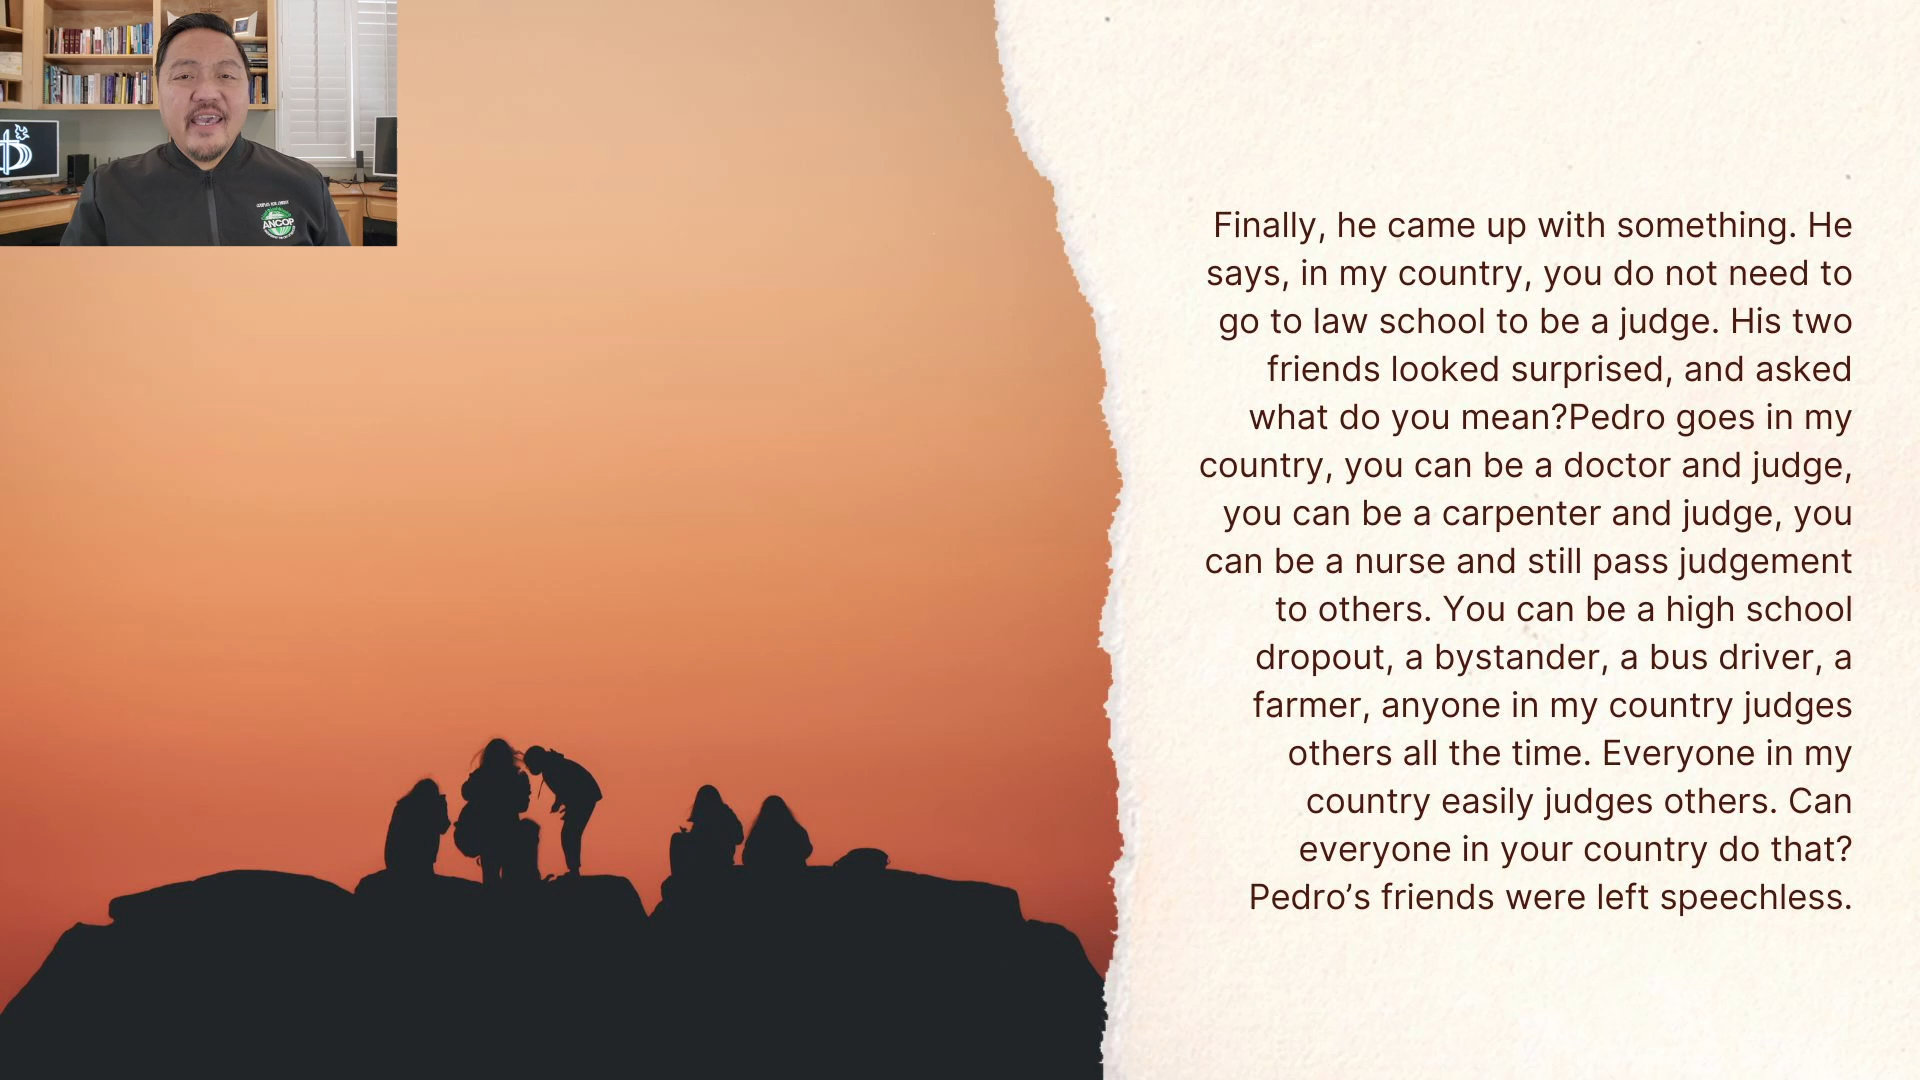 ANCOP
Finally, he came up with something. He
says, in my country, you do not need to
go to law school to be a judge. His two
friends looked surprised, and asked
what do you mean?Pedro goes in my
country, you can be a doctor and judge,
you can be a carpenter and judge, you
can be a nurse and still pass judgement
to others. You can be a high school
dropout, a bystander, a bus driver, a
farmer, anyone in my country judges
others all the time. Everyone in my
country easily judges others. Can
everyone in your country do that?
Pedro’s friends were left speechless.